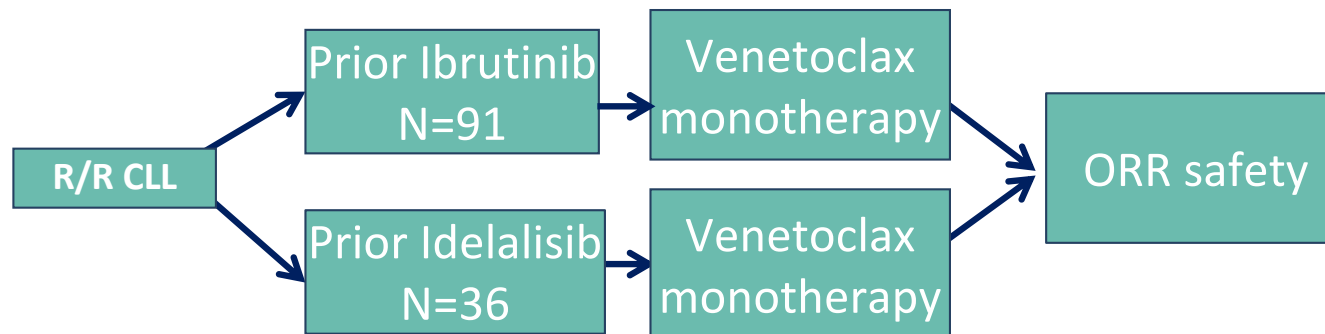 R/R CLL
Prior Ibrutinib
N=91
Venetoclax
monotherapy
Prior Idelalisib
N=36
Venetoclax
monotherapy
ORR safety